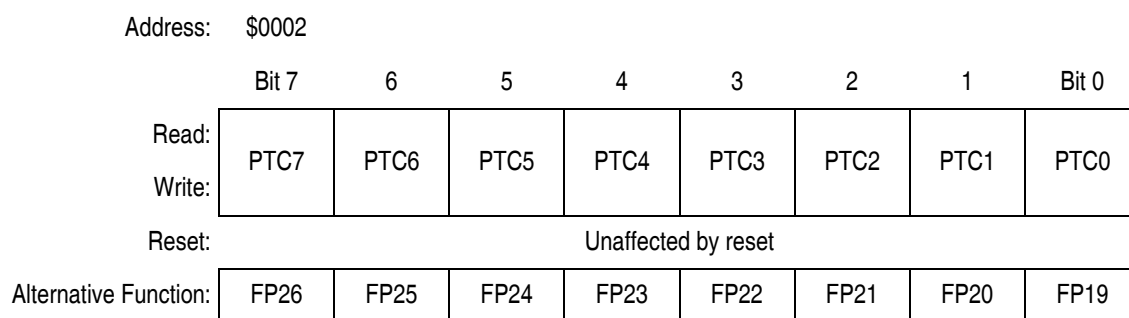 Address: $0002
Bit 7 6 5 4 3 2 1 Bit 0
Read:
PTC7 PTC6 PTC5 PTC4 PTC3 PTC2 PTC1 PTC0
Write:
Reset: Unaffected by reset
Alternative Function: FP26 FP25 FP24 FP23 FP22 FP21 FP20 FP19